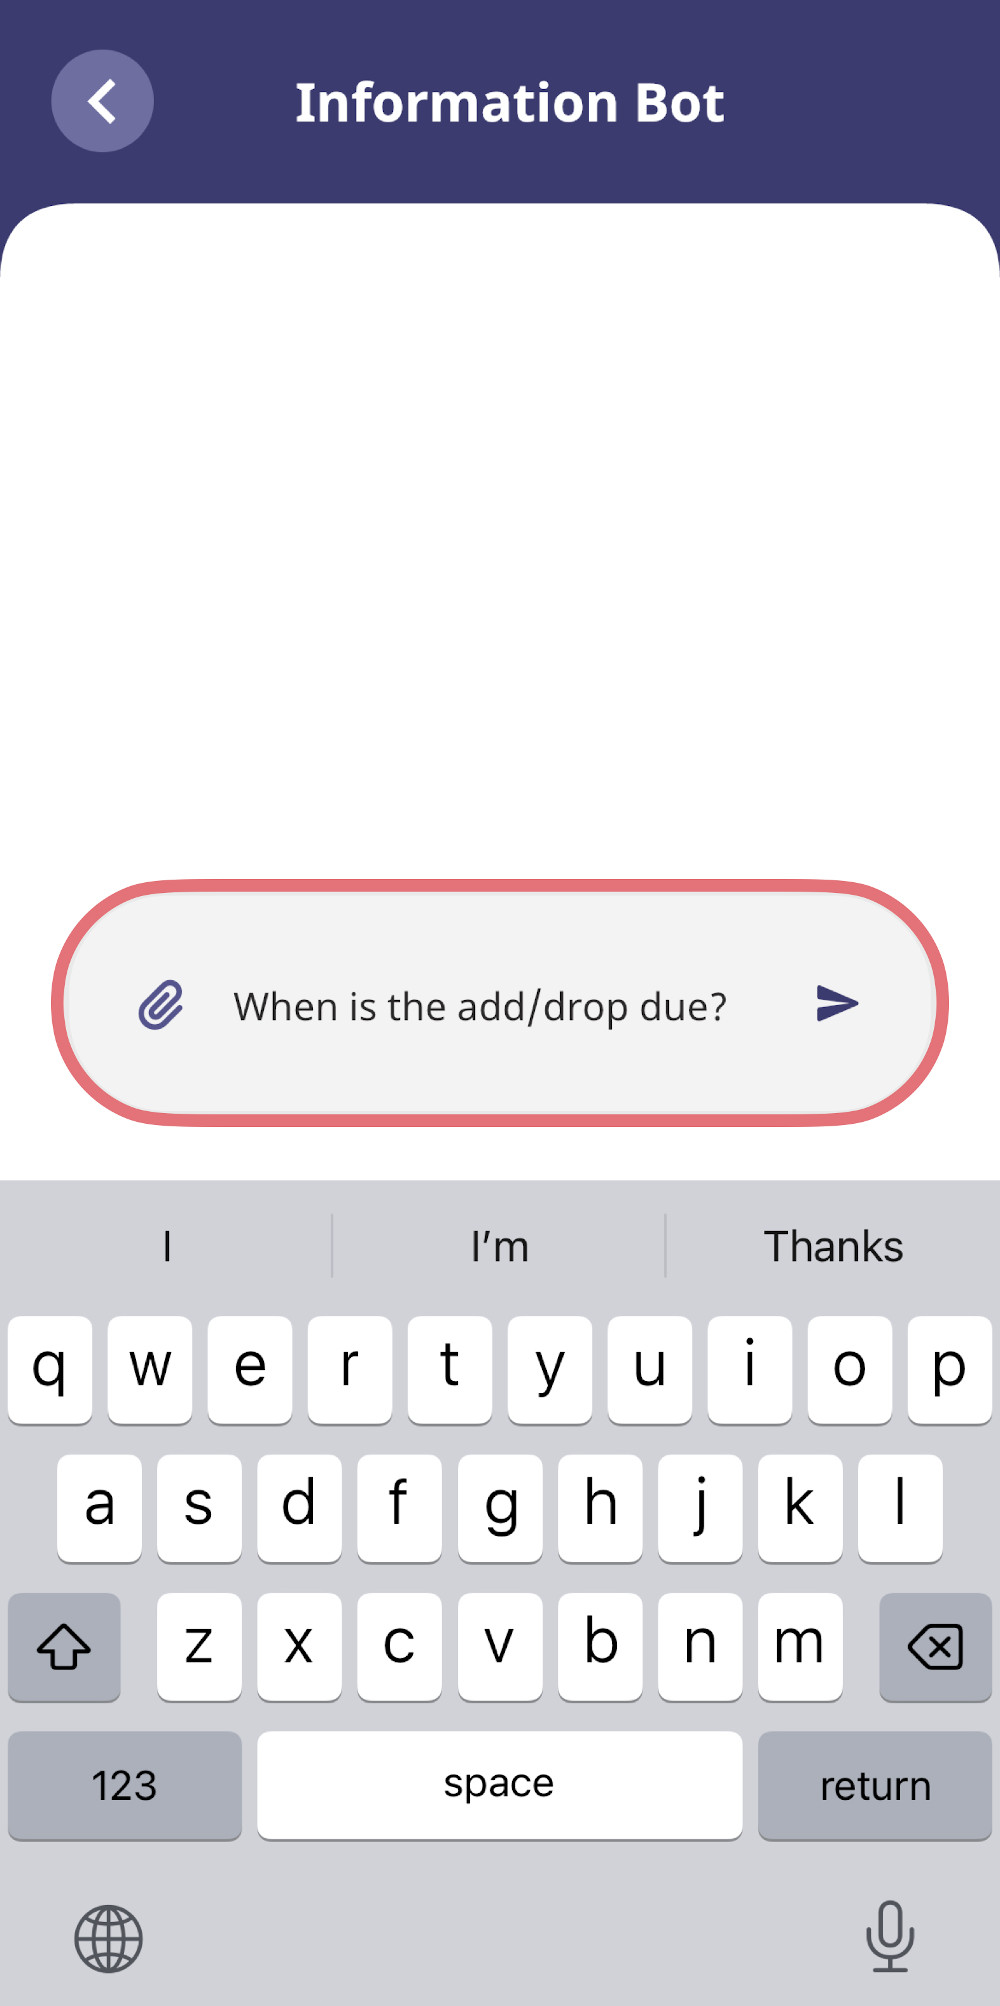 Information Bot
When is the add/drop due?
I I’m Thanks
q w e r t y u i o p
a s d f g h j k l
z x c v b n m
123 space return